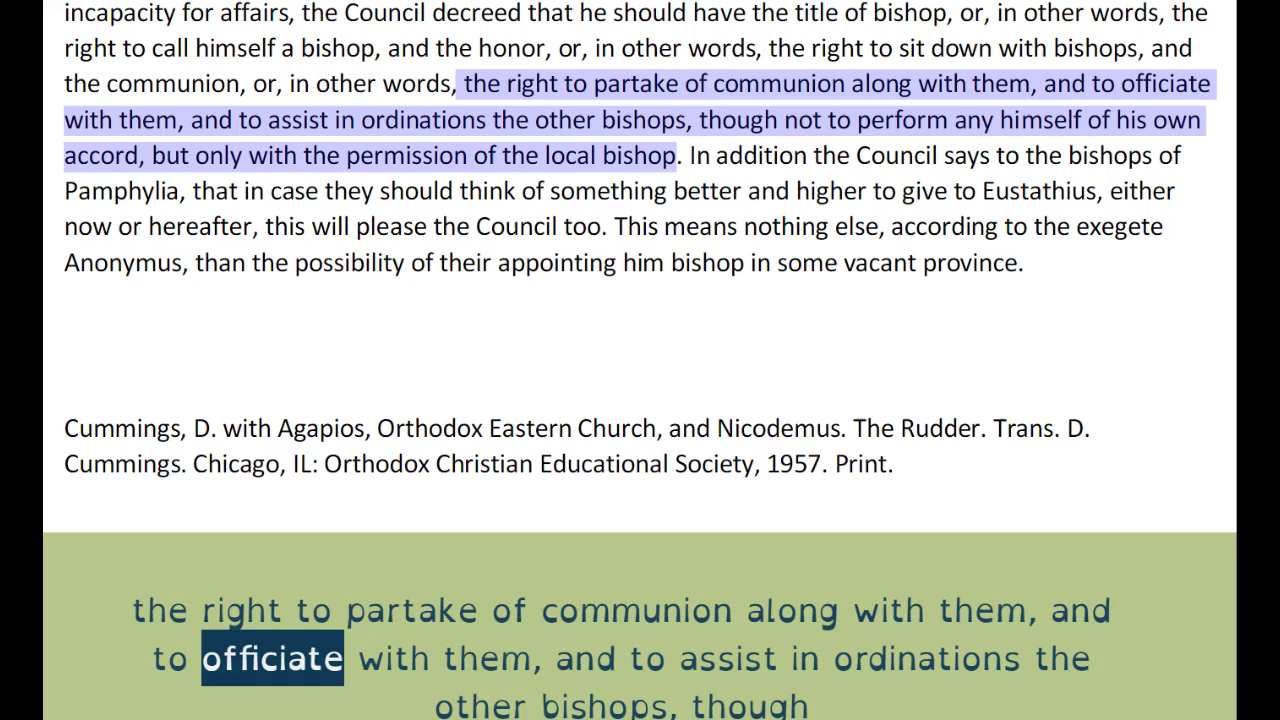 incapacity for affairs, the Council decreed that he should have the title of bishop, or, in other words, the
right to call himself a bishop, and the honor, or, in other words, the right to sit down with bishops, and
the communion, or, in other words, the right to partake of communion along with them, and to officiate
with them, and to assist in ordinations the other bishops, though not to perform any himself of his own
accord, but only with the permission of the local bishop. In addition the Council says to the bishops of
Pamphylia, that in case they should think of something better and higher to give to Eustathius, either
now or hereafter, this will please the Council too. This means nothing else, according to the exegete
Anonymus, than the possibility of their appointing him bishop in some vacant province.
Cummings, D. with Agapios, Orthodox Eastern Church, and Nicodemus. The Rudder. Trans. D.
Cummings. Chicago, IL: Orthodox Christian Educational Society, 1957. Print.
the right to partake of communion along with them, and
to officiate with them, and to assist in ordinations the
other bishops, though